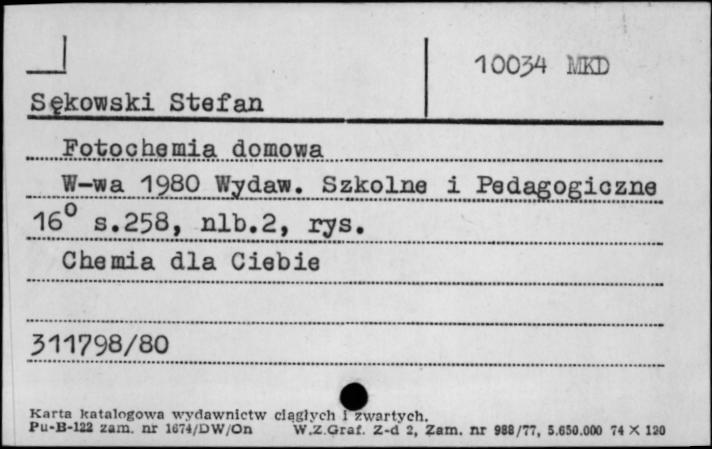 10034 MKD
Sękowski Stefan
Fotochemia domowa
W-wa 1980 Wydaw. Szkolne i Pedagogiczne
16° s.258, nlb.2, rys.
Chemia dla Ciebie
311798/80
Karta katalogowa wydawnictw ciągłych i zwartych.
Pu-B-122 zam. nr 1674/DW/On W.Z.Graf. Z-d 2, Zam. nr 988/77, 5.650.000 74 X 120